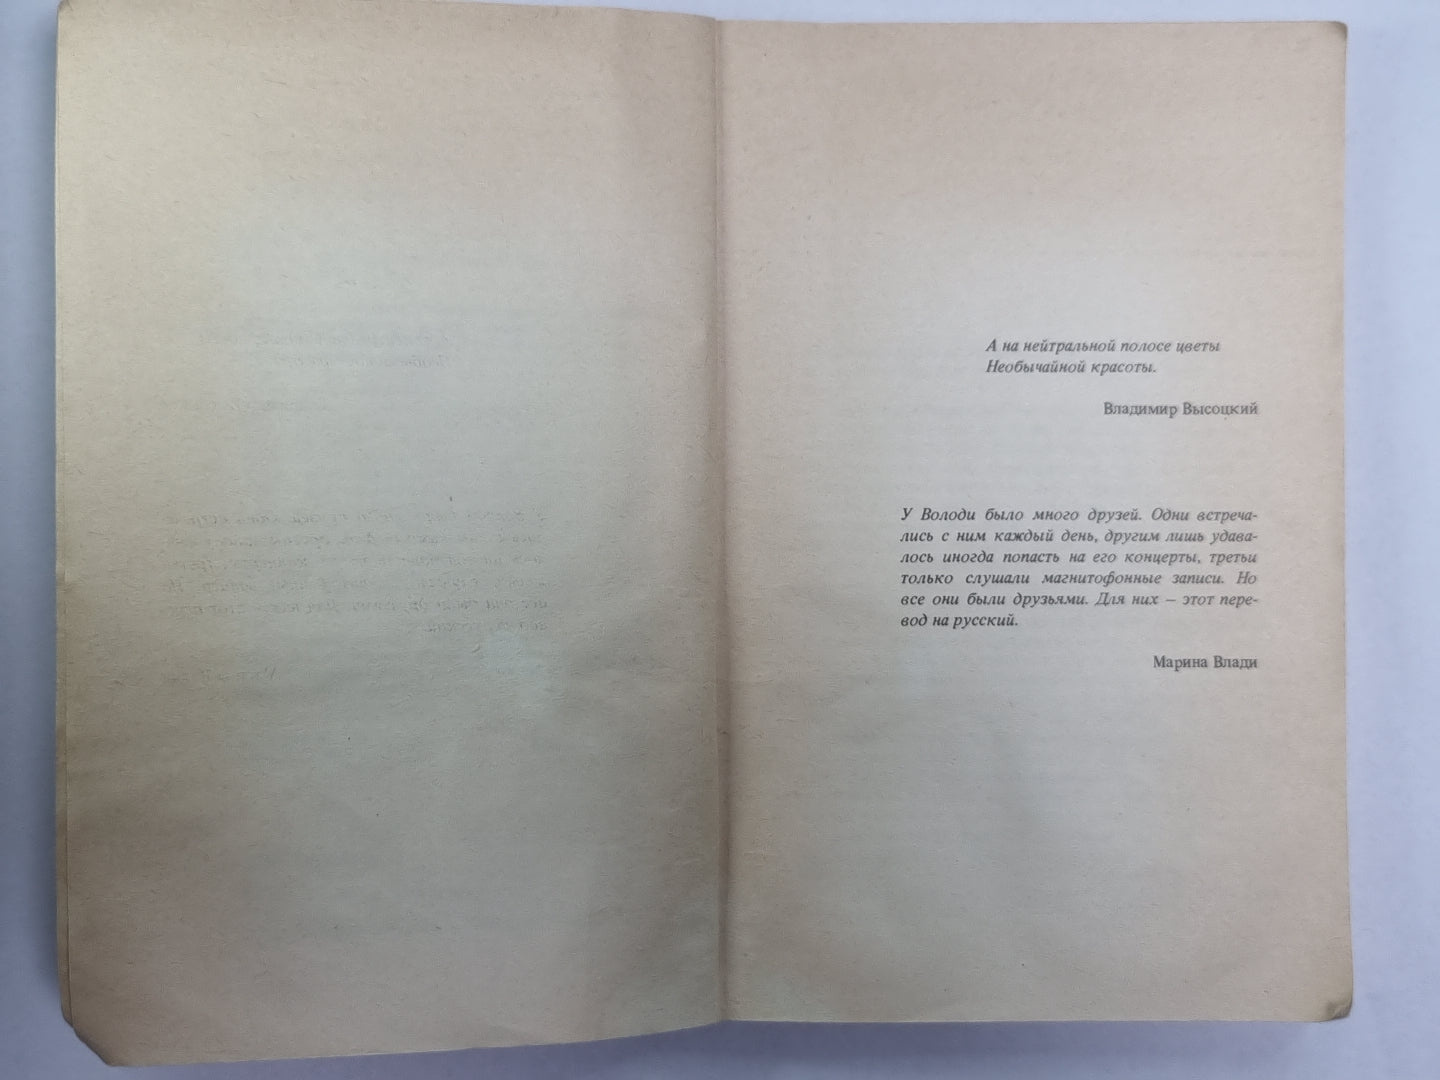 А на нейтральной полосе цветы
Необычайной красоты.
Владимир Высоцкий
У Володи было много друзей. Одни встреча-
лись с ним каждый день, другим лишь удава-
лось иногда попасть на его концерты, третьи
только слушали магнитофонные записи. Но
все они были друзьями. Для них – этот пере-
вод на русский.
Марина Влади